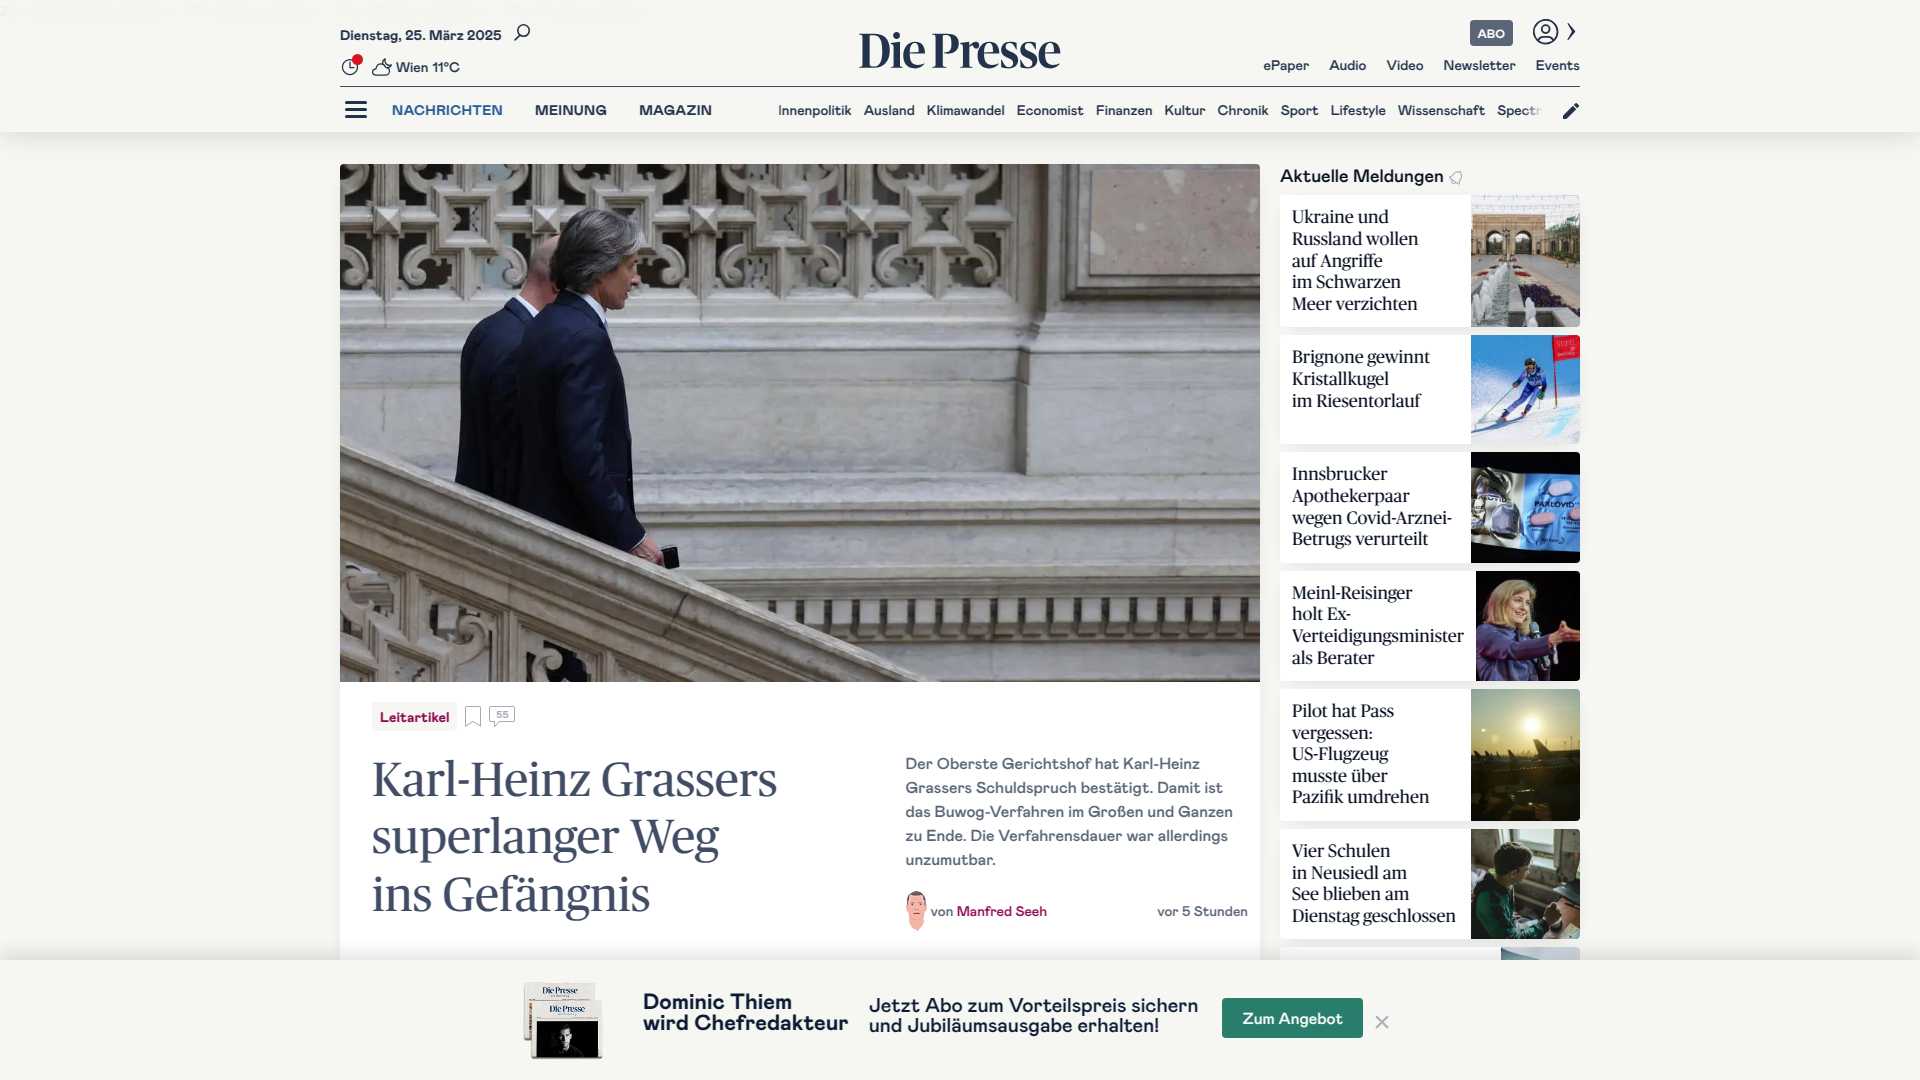 Dienstag, 25. März 2025
Wien 11°C
Die Presse
ABO
ePaper Audio Video Newsletter Events
NACHRICHTEN MEINUNG MAGAZIN
Innenpolitik Ausland Klimawandel Economist Finanzen Kultur Chronik Sport Lifestyle Wissenschaft Spectr
Leitartikel
55
Karl-Heinz Grassers
superlanger Weg
ins Gefängnis
Der Oberste Gerichtshof hat Karl-Heinz
Grassers Schuldspruch bestätigt. Damit ist
das Buwog-Verfahren im Großen und Ganzen
zu Ende. Die Verfahrensdauer war allerdings
unzumutbar.
von Manfred Seeh
vor 5 Stunden
Aktuelle Meldungen
Ukraine und
Russland wollen
auf Angriffe
im Schwarzen
Meer verzichten
Brignone gewinnt
Kristallkugel
im Riesentorlauf
Innsbrucker
Apothekerpaar
wegen Covid-Arznei-
Betrugs verurteilt
PAXLOVID
Meinl-Reisinger
holt Ex-
Verteidigungsminister
als Berater
Pilot hat Pass
vergessen:
US-Flugzeug
musste über
Pazifik umdrehen
Vier Schulen
in Neusiedl am
See blieben am
Dienstag geschlossen
Die Presse
Die Presse
Dominic Thiem
wird Chefredakteur
Jetzt Abo zum Vorteilspreis sichern
und Jubiläumsausgabe erhalten!
Zum Angebot